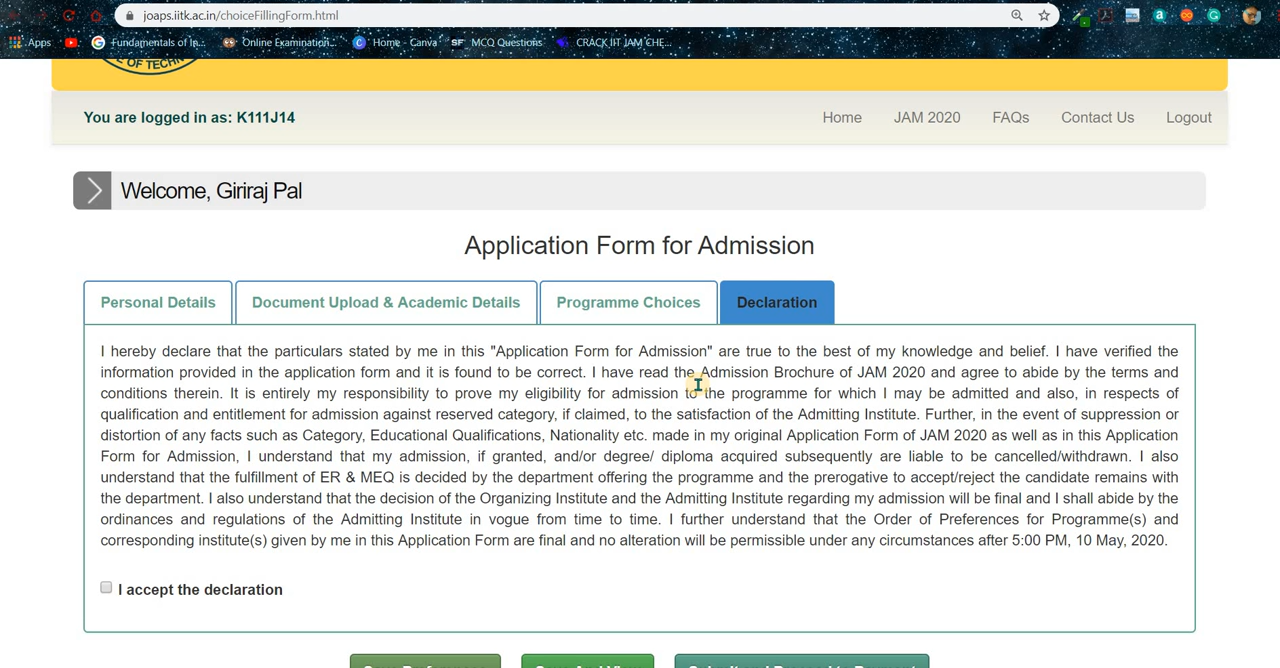 joaps.iitk.ac.in/choiceFillingForm.html
Apps Fundamentals of In... Online Examination... Home - Canva SF MCQ Questions CRACK IIT JAM CHE...
E OF TECHN
You are logged in as: K111J14 Home JAM 2020 FAQs Contact Us Logout
Welcome, Giriraj Pal
Application Form for Admission
Personal Details Document Upload & Academic Details Programme Choices Declaration
I hereby declare that the particulars stated by me in this "Application Form for Admission" are true to the best of my knowledge and belief. I have verified the
information provided in the application form and it is found to be correct. I have read the Admission Brochure of JAM 2020 and agree to abide by the terms and
conditions therein. It is entirely my responsibility to prove my eligibility for admission to the programme for which I may be admitted and also, in respects of
qualification and entitlement for admission against reserved category, if claimed, to the satisfaction of the Admitting Institute. Further, in the event of suppression or
distortion of any facts such as Category, Educational Qualifications, Nationality etc. made in my original Application Form of JAM 2020 as well as in this Application
Form for Admission, I understand that my admission, if granted, and/or degree/ diploma acquired subsequently are liable to be cancelled/withdrawn. I also
understand that the fulfillment of ER & MEQ is decided by the department offering the programme and the prerogative to accept/reject the candidate remains with
the department. I also understand that the decision of the Organizing Institute and the Admitting Institute regarding my admission will be final and I shall abide by the
ordinances and regulations of the Admitting Institute in vogue from time to time. I further understand that the Order of Preferences for Programme(s) and
corresponding institute(s) given by me in this Application Form are final and no alteration will be permissible under any circumstances after 5:00 PM, 10 May, 2020.
I accept the declaration